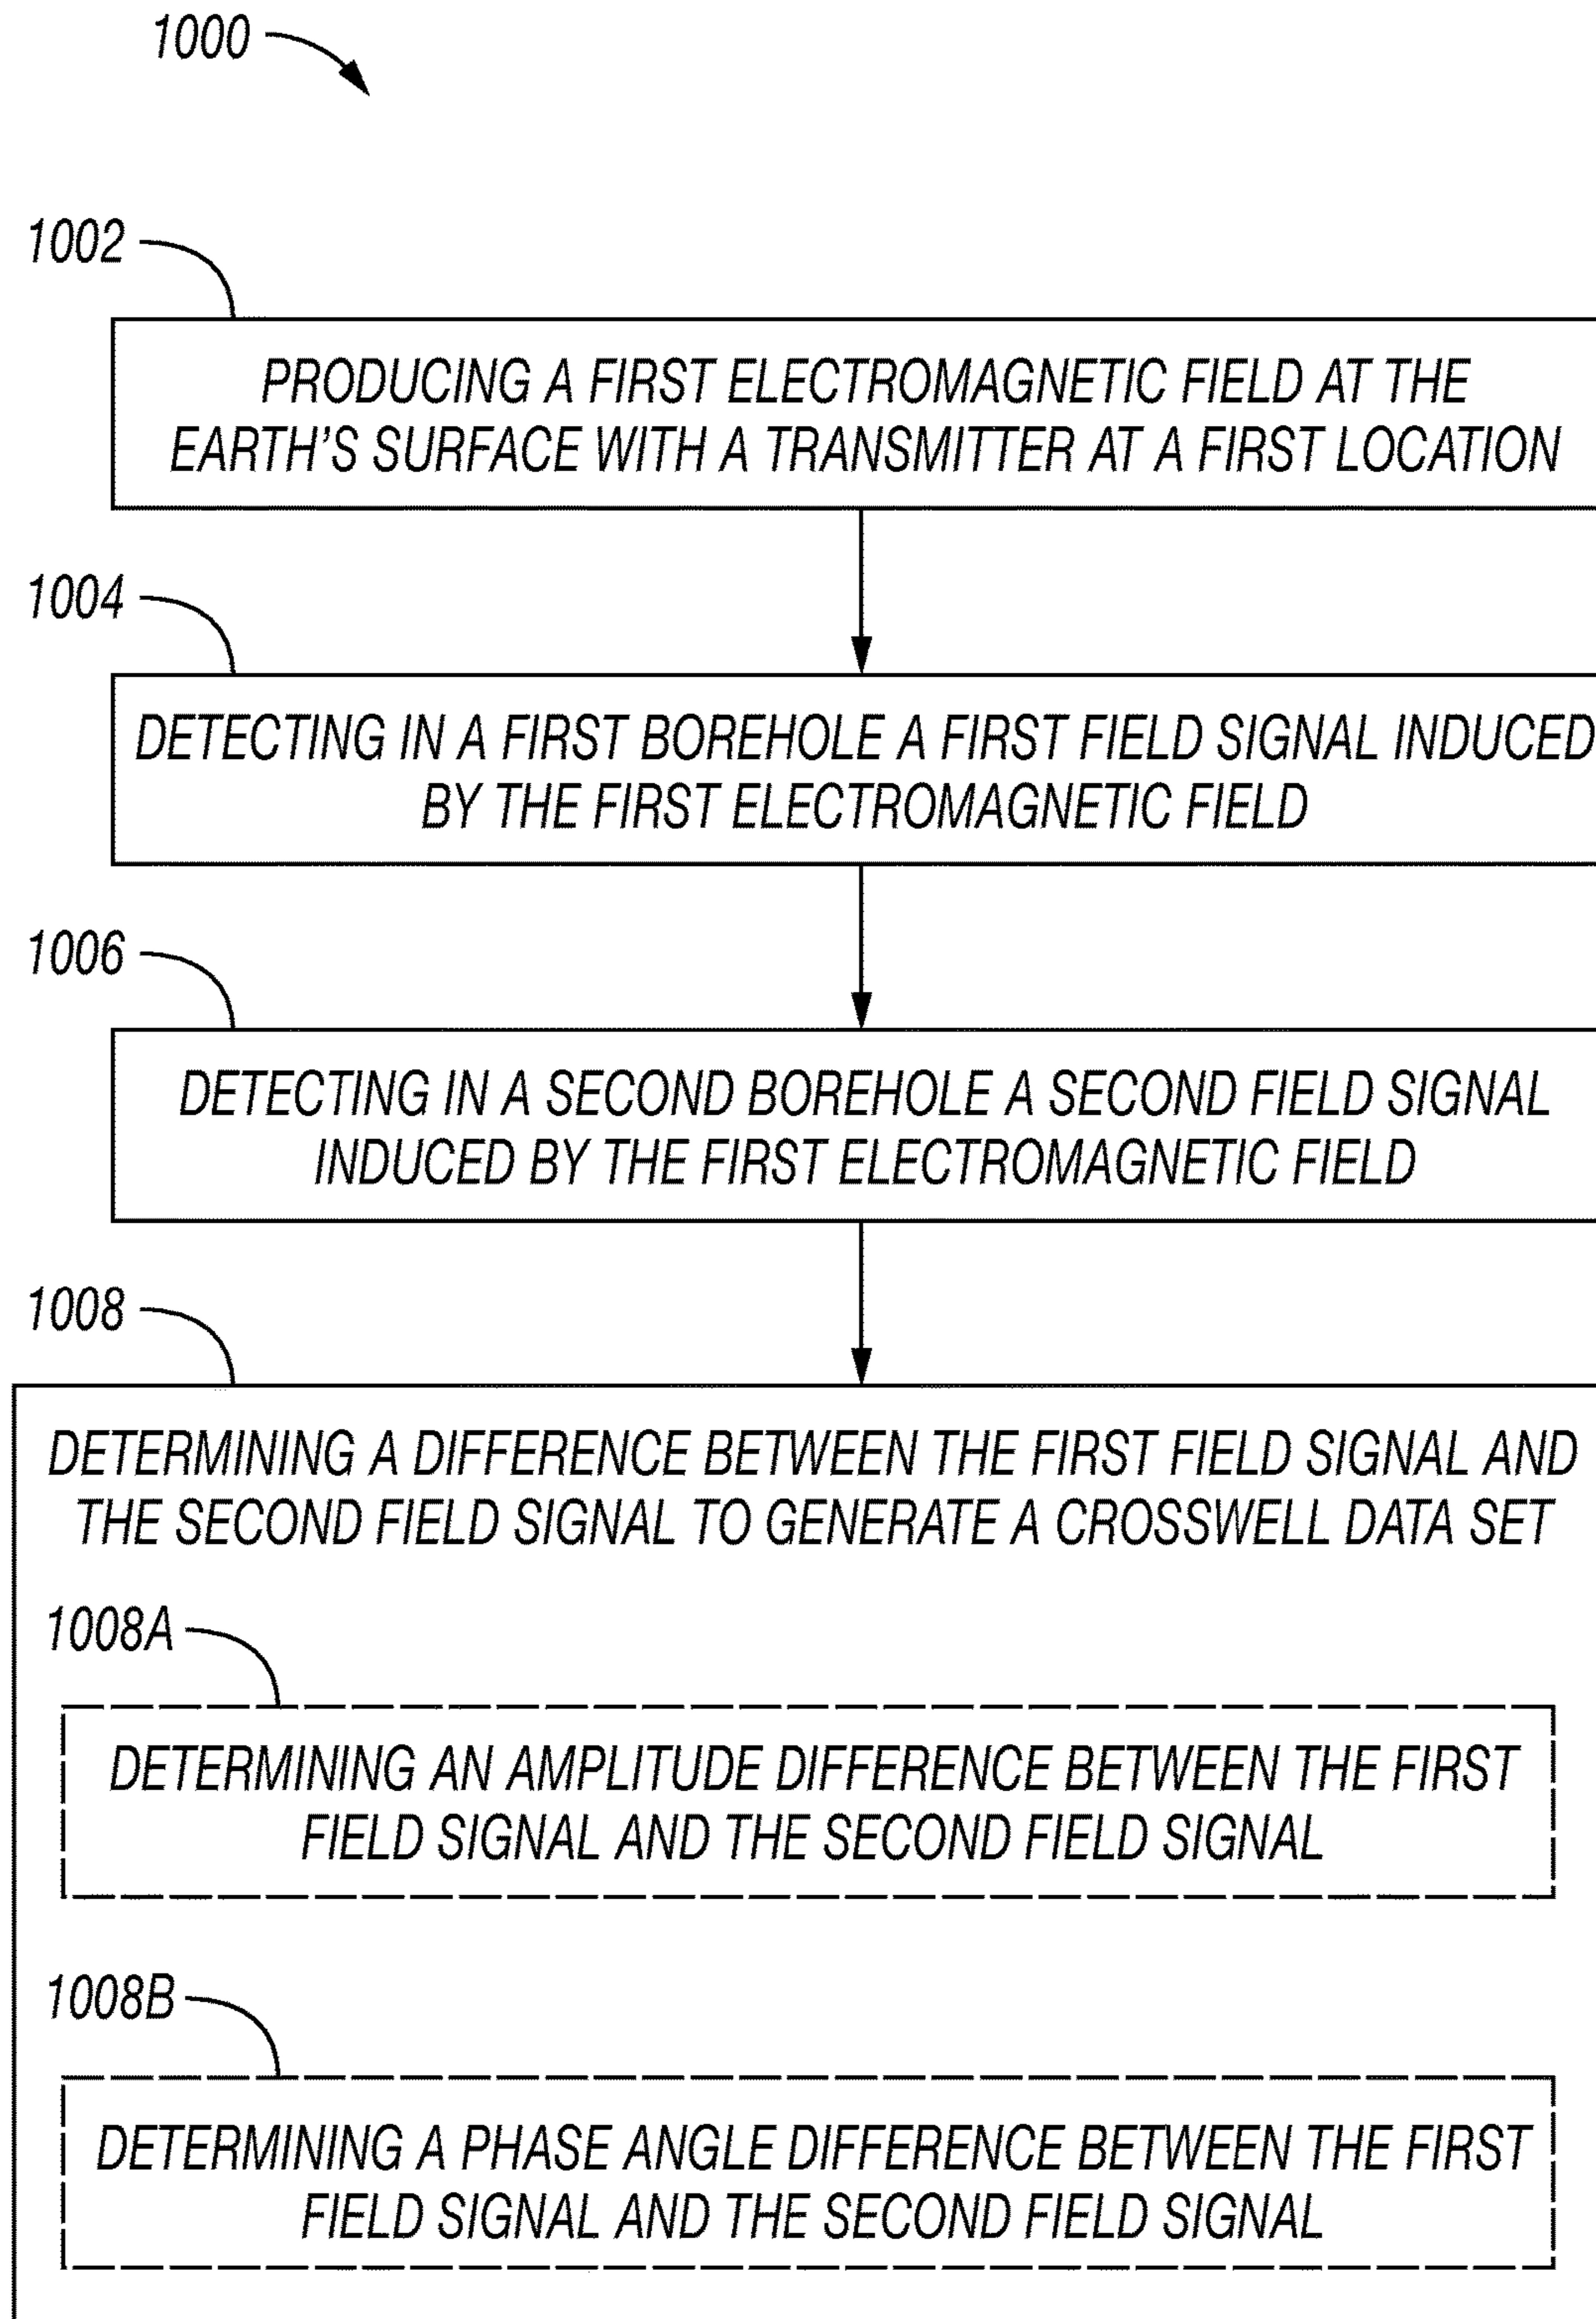 1000
1002
PRODUCING A FIRST ELECTROMAGNETIC FIELD AT THE
EARTH'S SURFACE WITH A TRANSMITTER AT A FIRST LOCATION
1004
DETECTING IN A FIRST BOREHOLE A FIRST FIELD SIGNAL INDUCED
BY THE FIRST ELECTROMAGNETIC FIELD
1006
DETECTING IN A SECOND BOREHOLE A SECOND FIELD SIGNAL
INDUCED BY THE FIRST ELECTROMAGNETIC FIELD
1008
DETERMINING A DIFFERENCE BETWEEN THE FIRST FIELD SIGNAL AND
THE SECOND FIELD SIGNAL TO GENERATE A CROSSWELL DATA SET
1008A
DETERMINING AN AMPLITUDE DIFFERENCE BETWEEN THE FIRST
FIELD SIGNAL AND THE SECOND FIELD SIGNAL
1008B
DETERMINING A PHASE ANGLE DIFFERENCE BETWEEN THE FIRST
FIELD SIGNAL AND THE SECOND FIELD SIGNAL